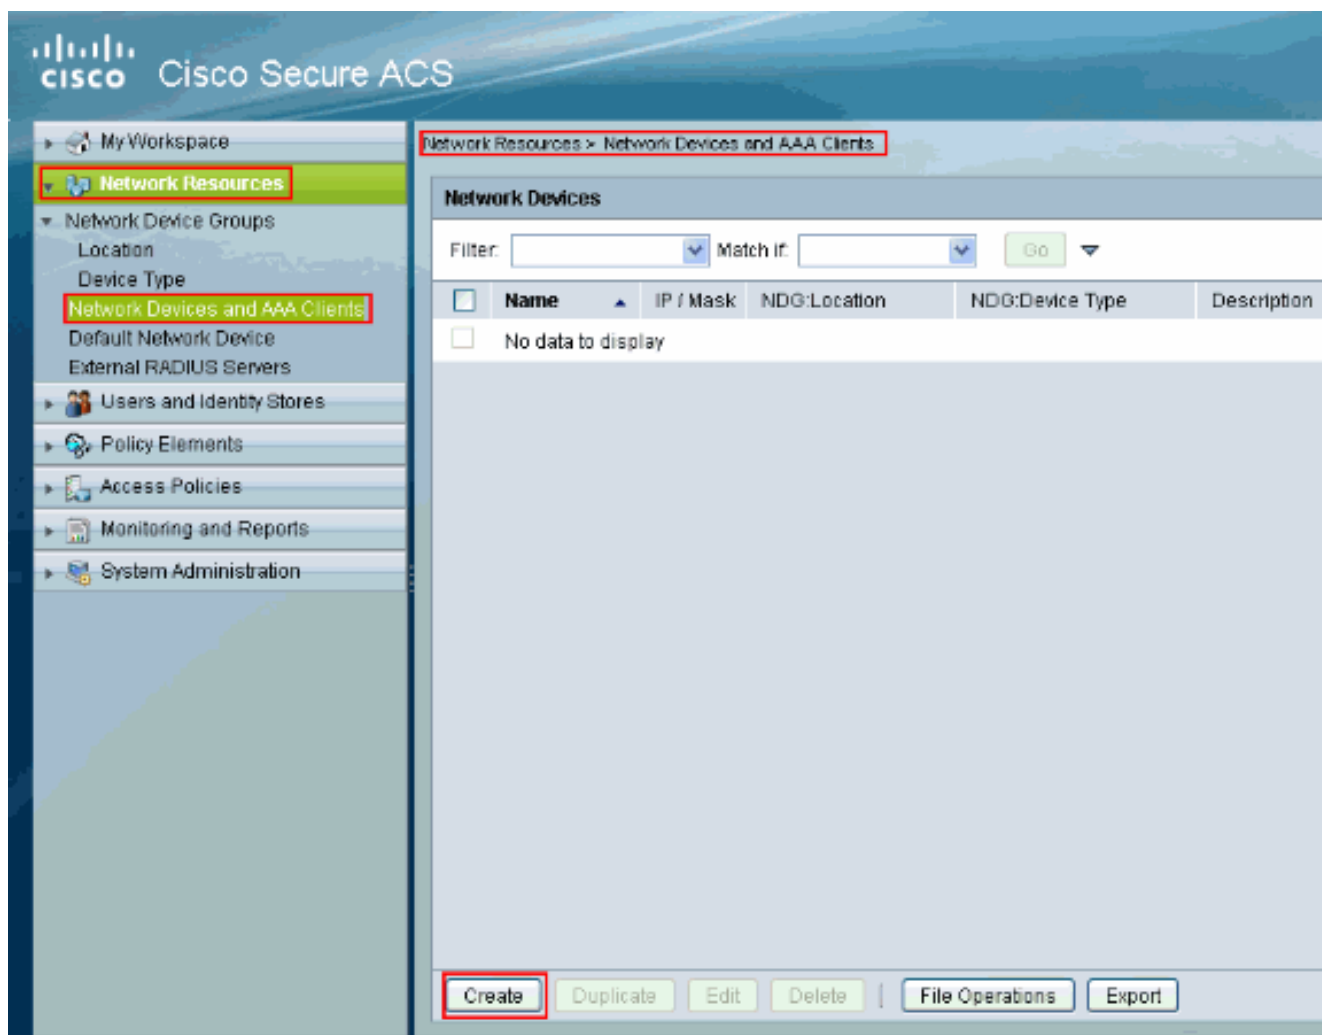 CISCO Cisco Secure ACS
My Workspace
Network Resources
Network Device Groups
Location
Device Type
Network Devices and AAA Clients
Default Network Device
External RADIUS Servers
Users and Identity Stores
Policy Elements
Access Policies
Monitoring and Reports
System Administration
Network Resources > Network Devices and AAA Clients
Network Devices
Filter: Match if: Go
Name IP / Mask NDG:Location NDG:Device Type Description
No data to display
Create Duplicate Edit Delete | File Operations Export